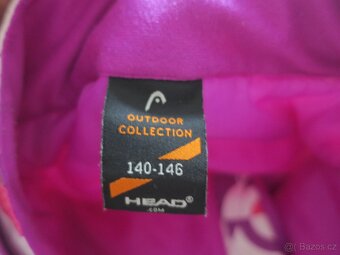 OUTDOOR
COLLECTION
140-146
HEAD®
.COM
Bazos.cz